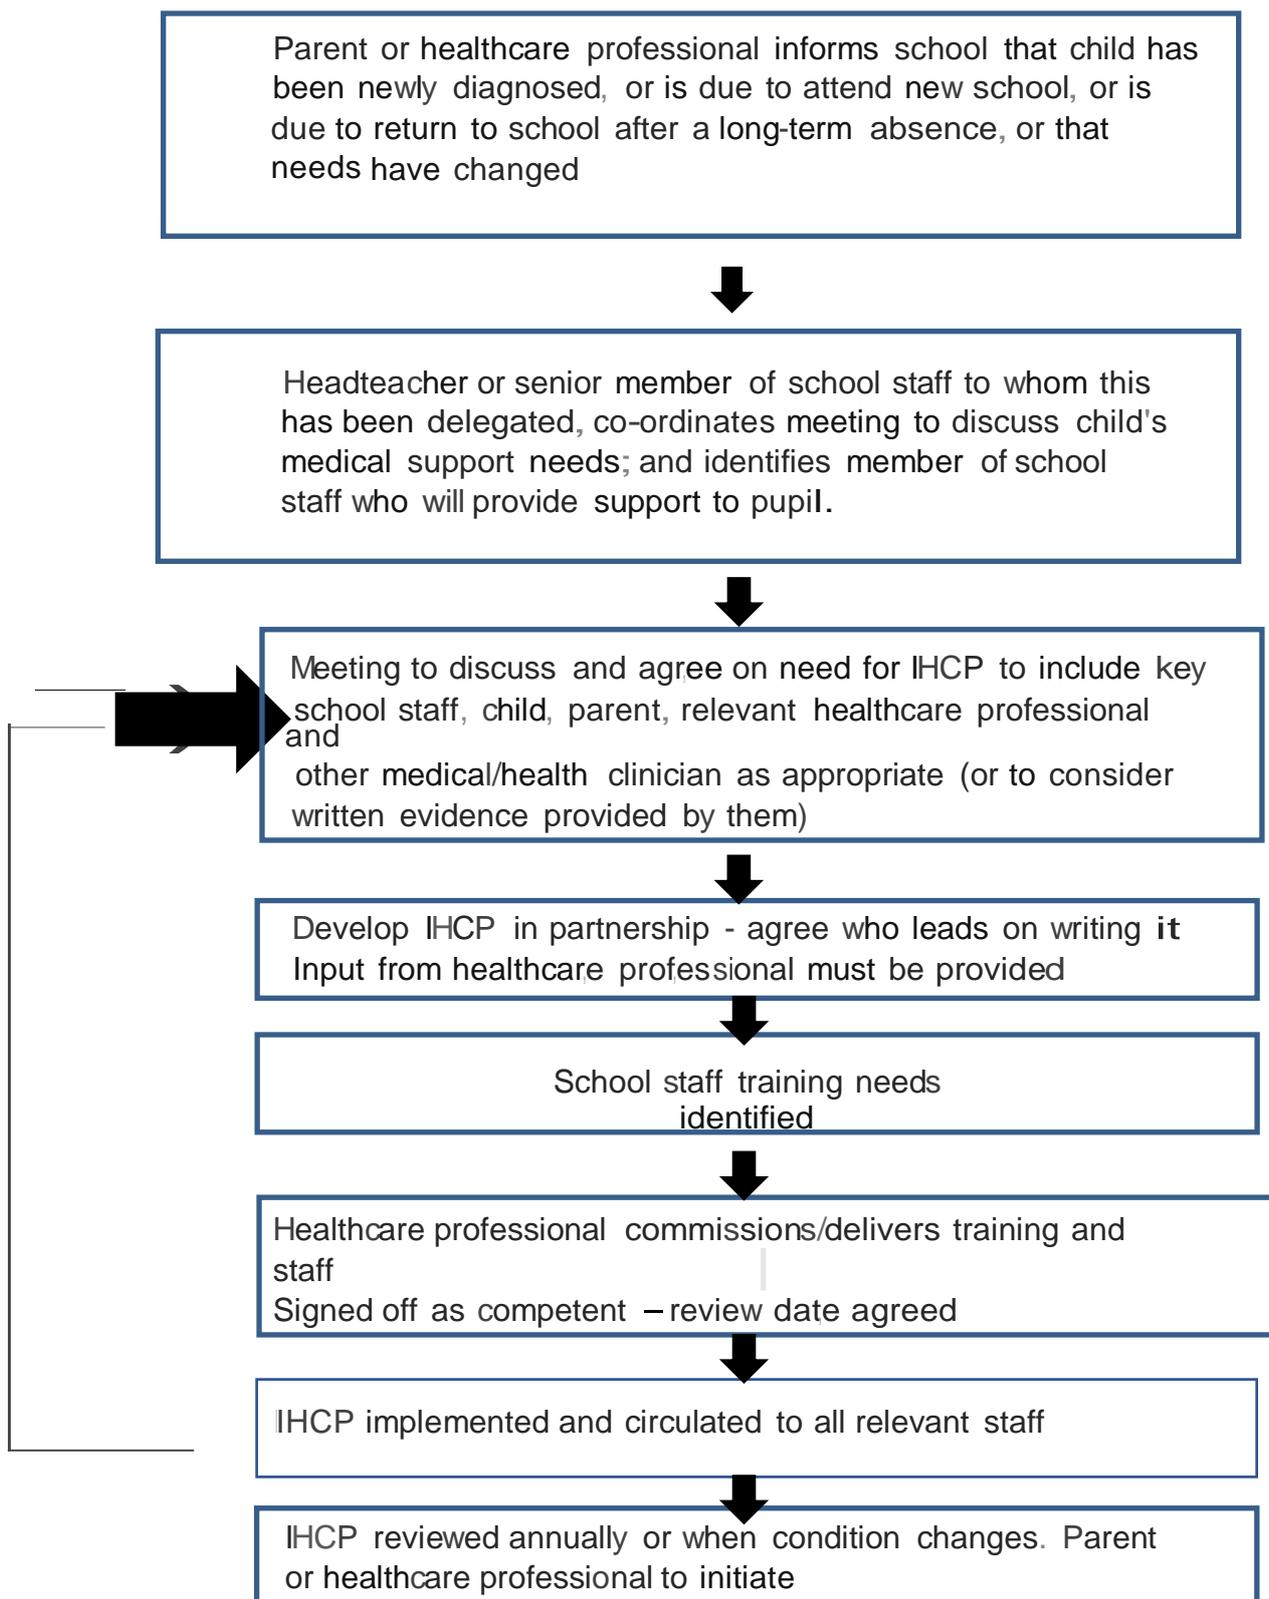 Parent or healthcare professional informs school that child has
been newly diagnosed, or is due to attend new school, or is
due to return to school after a long-term absence, or that
needs have changed
Headteacher or senior member of school staff to whom this
has been delegated, co-ordinates meeting to discuss child's
medical support needs; and identifies member of school
staff who will provide support to pupil.
Meeting to discuss and agree on need for IHCP to include key
school staff, child, parent, relevant healthcare professional
and
other medical/health clinician as appropriate (or to consider
written evidence provided by them)
Develop IHCP in partnership - agree who leads on writing it
Input from healthcare professional must be provided
School staff training needs
identified
Healthcare professional commissions/delivers training and
staff
Signed off as competent – review date agreed
IHCP implemented and circulated to all relevant staff
IHCP reviewed annually or when condition changes. Parent
or healthcare professional to initiate